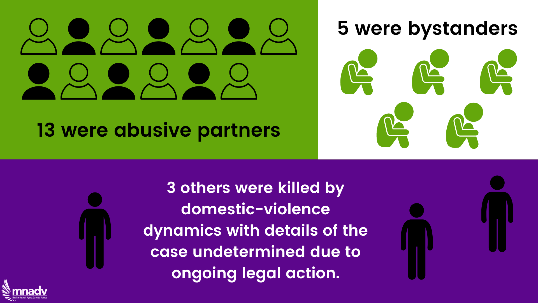 5 were bystanders
13 were abusive partners
3 others were killed by
domestic-violence
dynamics with details of the
case undetermined due to
ongoing legal action.
mnadv